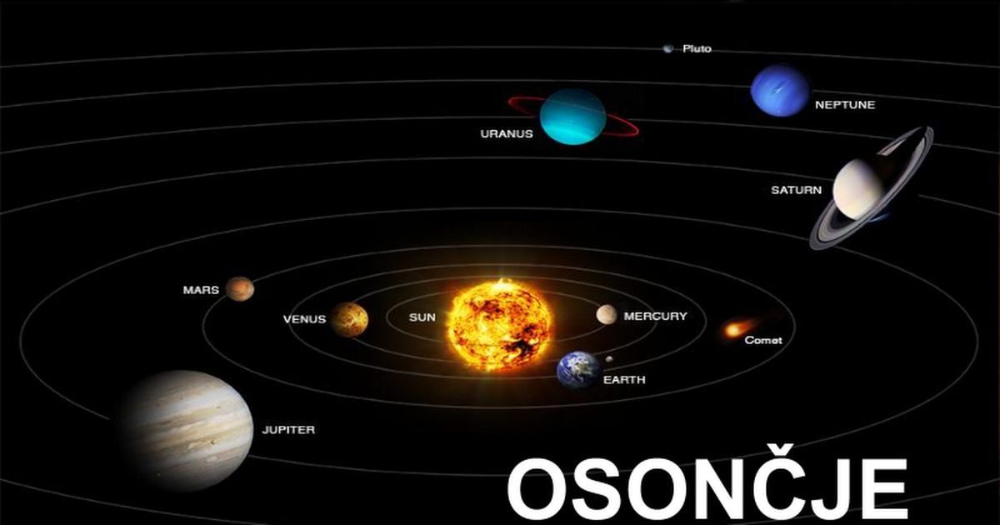 Pluto
NEPTUNE
URANUS
SATURN
MARS
VENUS
SUN
MERCURY
Comet
EARTH
JUPITER
OSONČJE